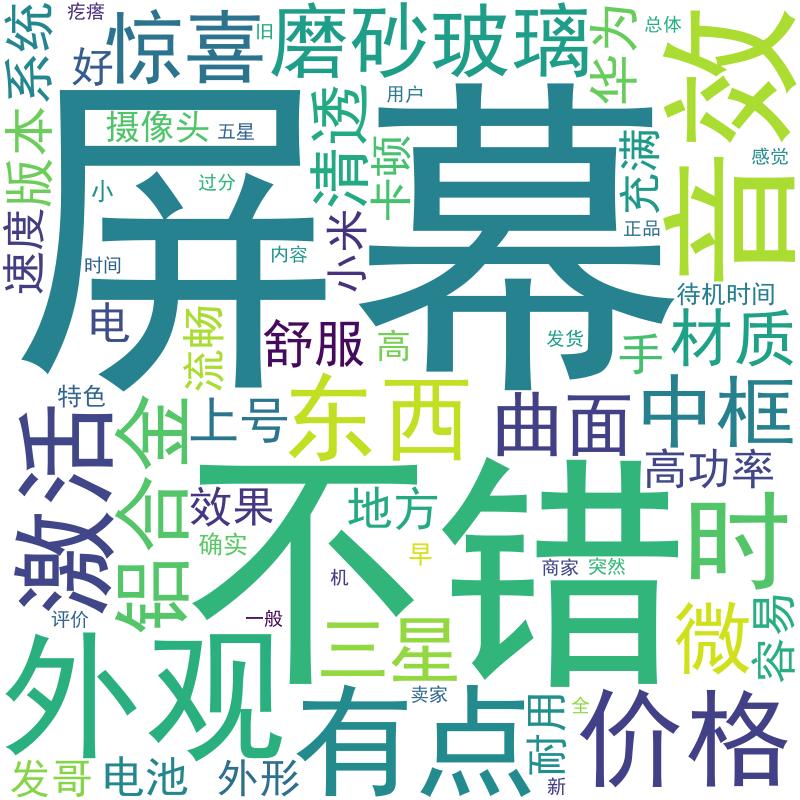 疙瘩
旧
总体
系统
好
惊喜
磨砂玻璃
华为
音效
屏幕
摄像头
五星
清透
用户
卡顿
充满
感觉
版本
过分
小
速度
小米
正品
时间
内容
待机时间
电
流畅
舒服
高
发货
手
材质
特色
上号
东西
曲面
中框
激活
铝合金
不错
效果
地方
高功率
时
确实
早
商家
突然
机
评价
一般
三星
微
容易
外观
有点
卖家
耐用
全
价格
发哥
电池
外形
新